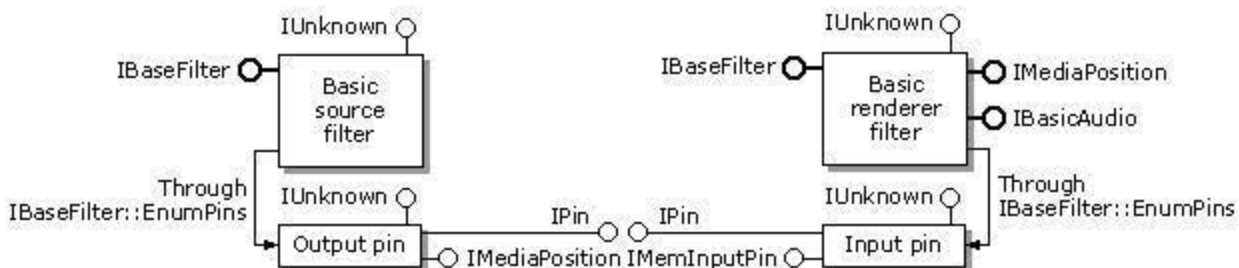 IUnknown
IBaseFilter
Basic
source
filter
Through
IBaseFilter::EnumPins
IUnknown
Output pin
IPin
IMediaPosition
IUnknown
IBaseFilter
Basic
renderer
filter
IMediaPosition
IBasicAudio
Through
IBaseFilter::EnumPins
IUnknown
IPin
IMemInputPin
Input pin